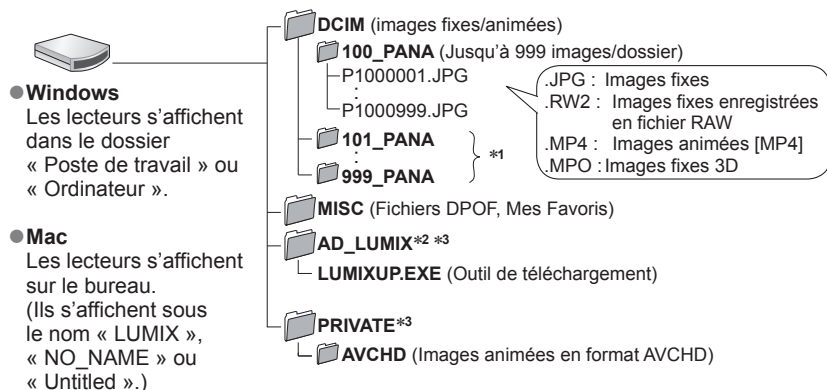 ●Windows
Les lecteurs s'affichent
dans le dossier
« Poste de travail » ou
« Ordinateur ».
●Mac
Les lecteurs s'affichent
sur le bureau.
(Ils s'affichent sous
le nom « LUMIX »,
« NO_NAME » ou
« Untitled ».)
DCIM (images fixes/animées)
100_PANA (Jusqu'à 999 images/dossier)
P1000001.JPG
:
P1000999.JPG
101_PANA
:
999_PANA
*1
.JPG : Images fixes
.RW2 : Images fixes enregistrées
en fichier RAW
.MP4 : Images animées [MP4]
.MPO : Images fixes 3D
MISC (Fichiers DPOF, Mes Favoris)
AD_LUMIX*2 *3
LUMIXUP.EXE (Outil de téléchargement)
PRIVATE*3
AVCHD (Images animées en format AVCHD)